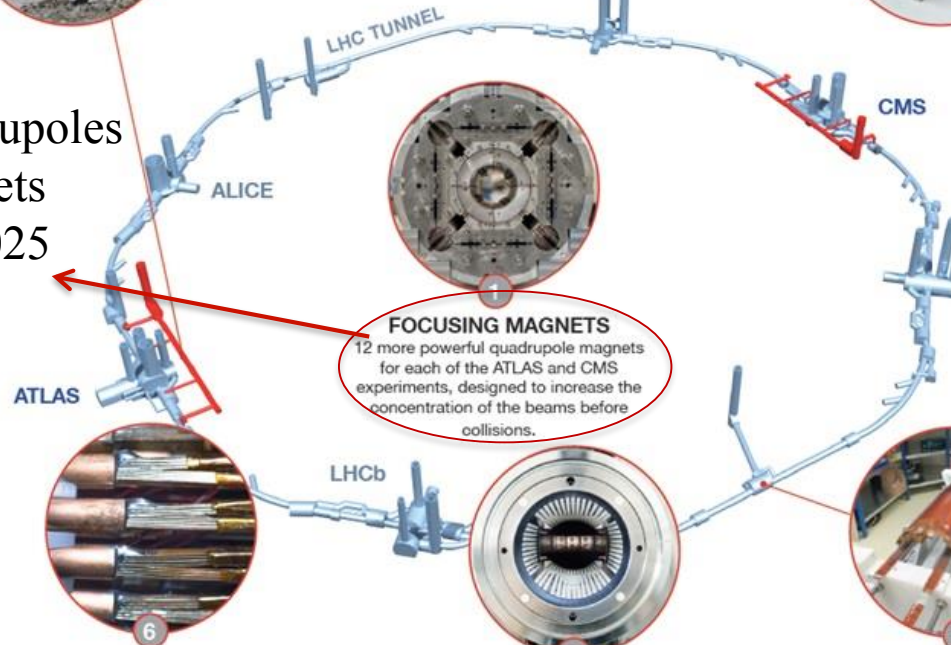 LHC TUNNEL
CMS
upoles
ALICE
ets
025
1
FOCUSING MAGNETS
12 more powerful quadrupole magnets
for each of the ATLAS and CMS
experiments, designed to increase the
concentration of the beams before
collisions.
ATLAS
LHCb
6